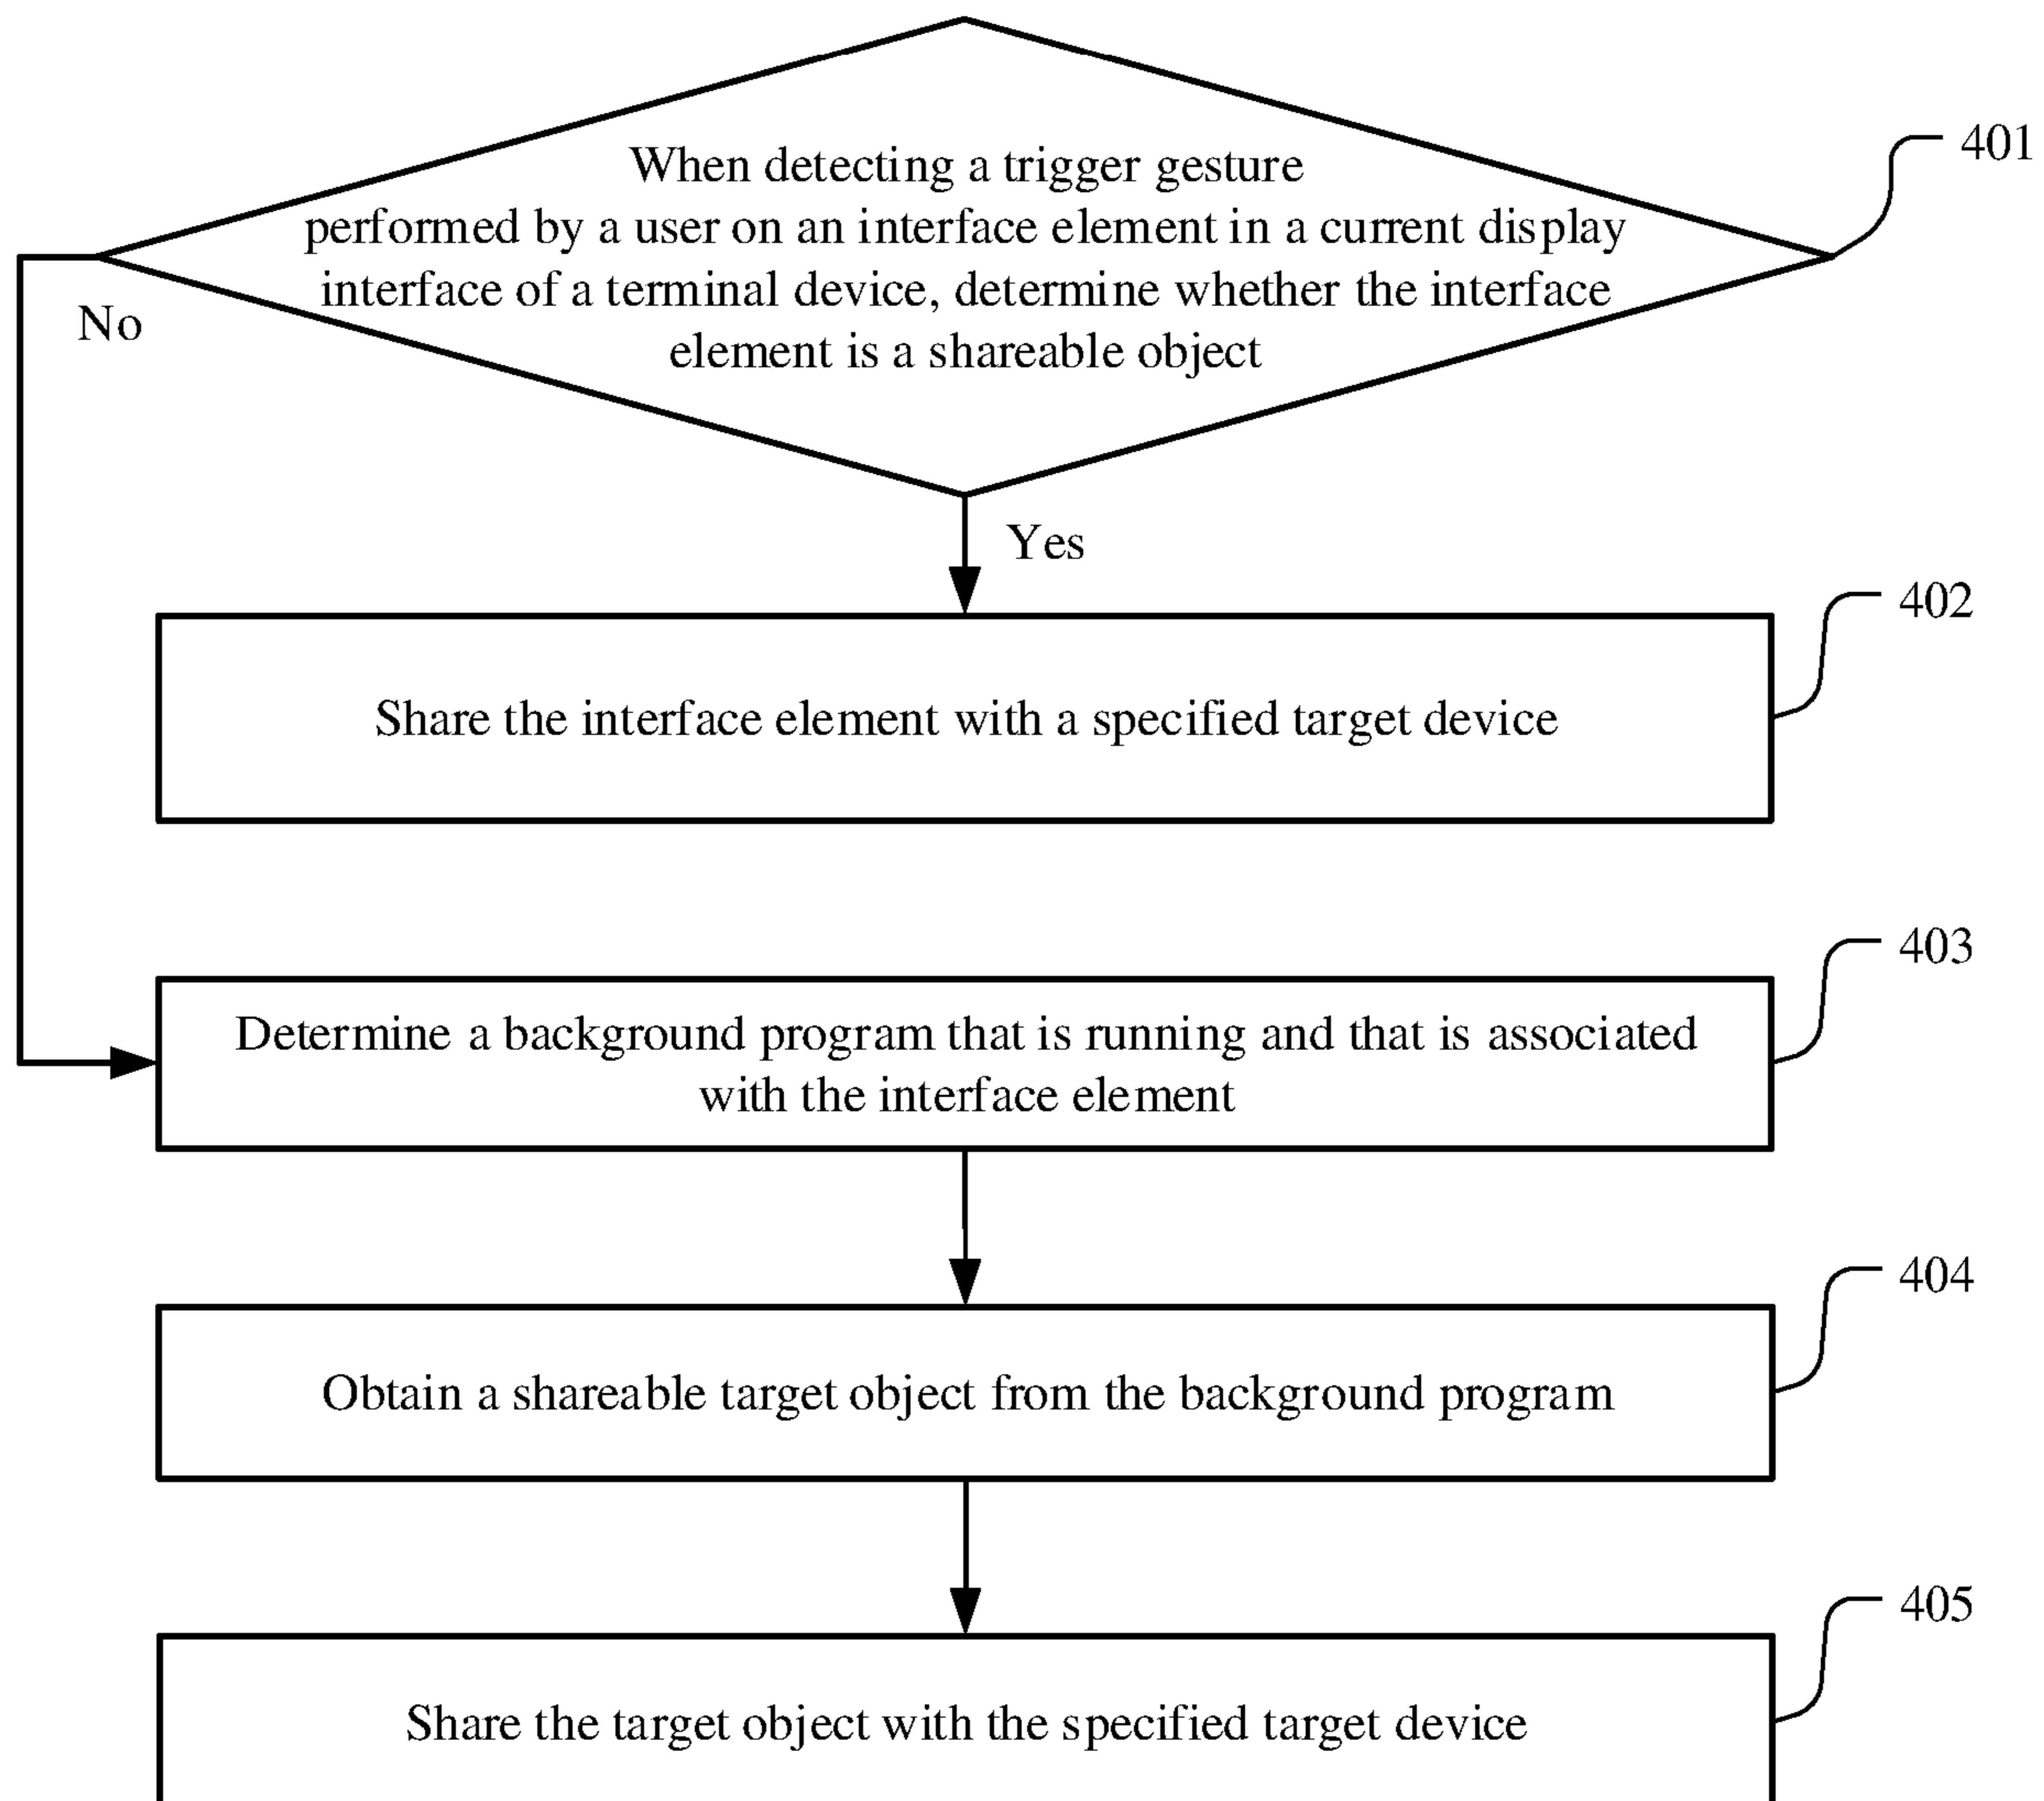 When detecting a trigger gesture
performed by a user on an interface element in a current display
interface of a terminal device, determine whether the interface
element is a shareable object
401
No
Yes
402
Share the interface element with a specified target device
403
Determine a background program that is running and that is associated
with the interface element
404
Obtain a shareable target object from the background program
405
Share the target object with the specified target device